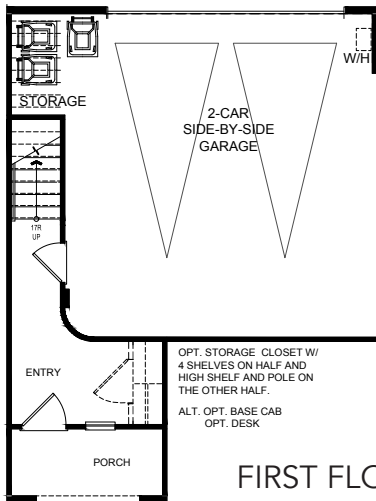 W/H
STORAGE
2-CAR
SIDE-BY-SIDE
GARAGE
17R
UP
OPT. STORAGE CLOSET W/
4 SHELVES ON HALF AND
HIGH SHELF AND POLE ON
THE OTHER HALF.
ENTRY
ALT. OPT. BASE CAB
OPT. DESK
PORCH
FIRST FLO